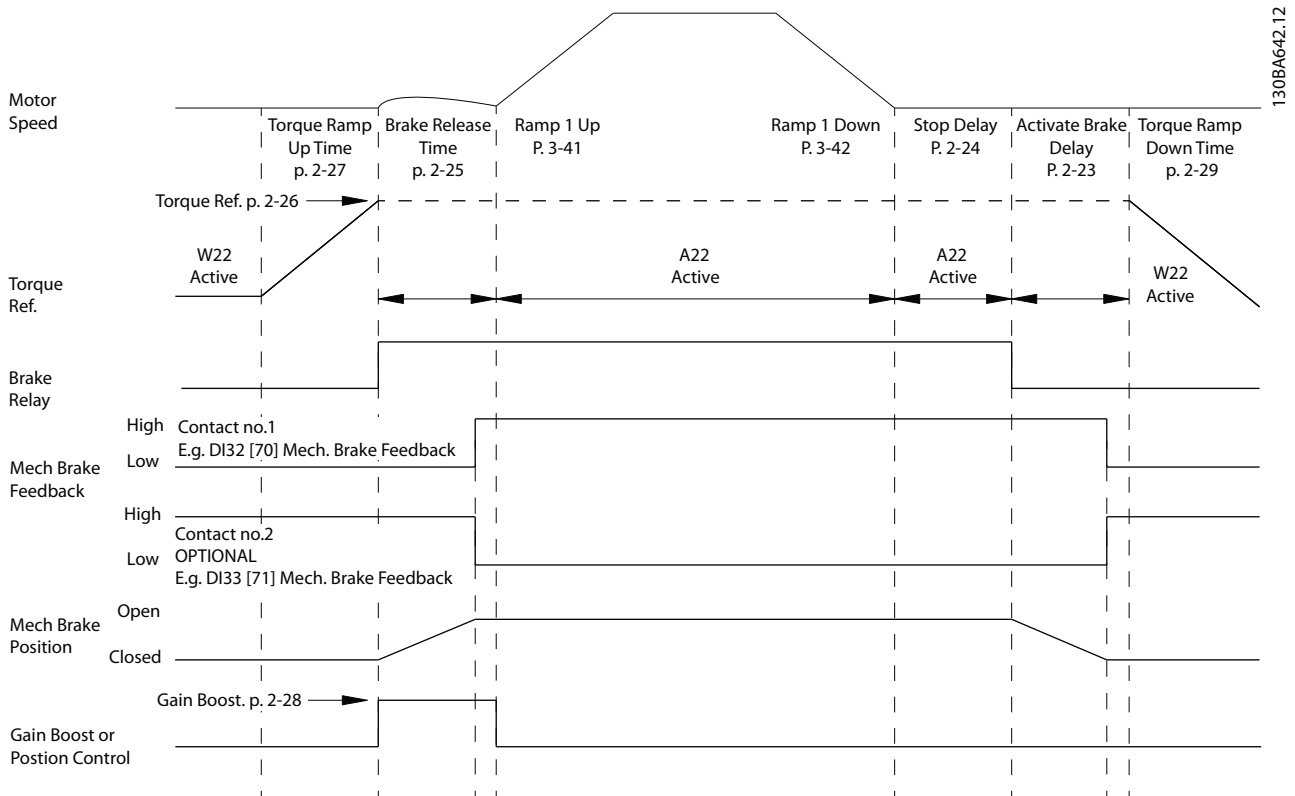 130BA642.12
Motor
Speed
Torque Ramp
Up Time
p. 2-27
Brake Release
Time
p. 2-25
Ramp 1 Up
P. 3-41
Ramp 1 Down
P. 3-42
Stop Delay
P. 2-24
Activate Brake
Delay
P. 2-23
Torque Ramp
Down Time
p. 2-29
Torque Ref. p. 2-26
W22
Active
A22
Active
A22
Active
W22
Active
Torque
Ref.
Brake
Relay
High
Contact no.1
E.g. DI32 [70] Mech. Brake Feedback
Low
Mech Brake
Feedback
High
Contact no.2
Low
OPTIONAL
E.g. DI33 [71] Mech. Brake Feedback
Open
Mech Brake
Position
Closed
Gain Boost. p. 2-28
Gain Boost or
Postion Control